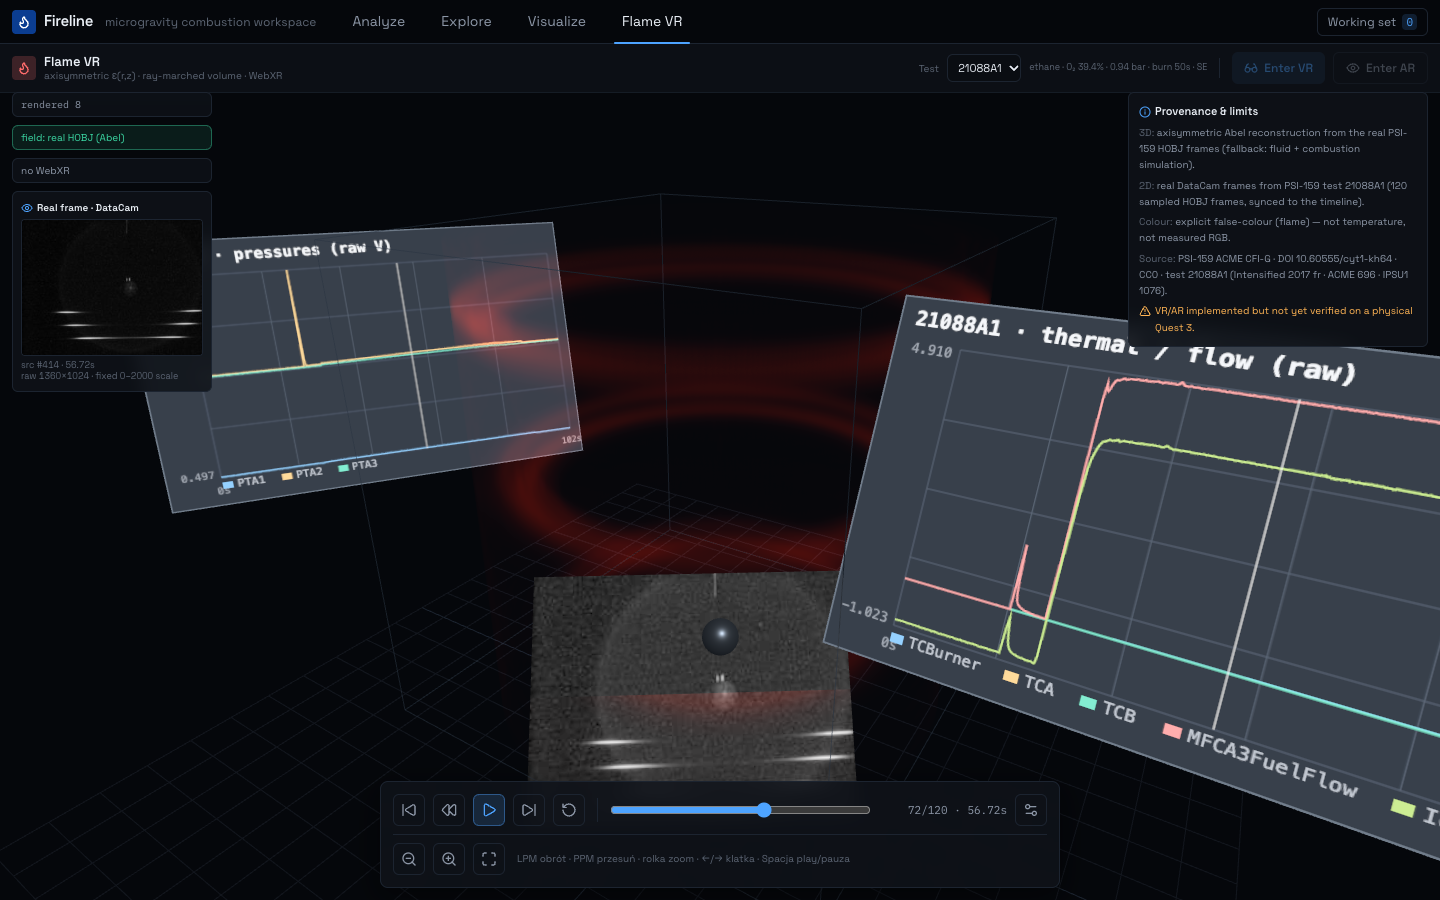 Fireline microgravity combustion workspace Analyze Explore Visualize Flame VR Working set 0
Flame VR
axisymmetric ε(r,z) · ray-marched volume · WebXR
Test 21088A1 ethane · O₂ 39.4% · 0.94 bar · burn 50s · SE Enter VR Enter AR
rendered 8
field: real HOBJ (Abel)
no WebXR
Real frame · DataCam
src #414 · 56.72s
raw 1360×1024 · fixed 0–2000 scale
· pressures (raw V)
0.497
0s
102s
PTA1 PTA2 PTA3
21088A1 · thermal / flow (raw)
4.910
−1.023
0s
TCBurner TCA TCB MFCA3FuelFlow
Provenance & limits
3D: axisymmetric Abel reconstruction from the real PSI-
159 HOBJ frames (fallback: fluid + combustion
simulation).
2D: real DataCam frames from PSI-159 test 21088A1 (120
sampled HOBJ frames, synced to the timeline).
Colour: explicit false-colour (flame) — not temperature,
not measured RGB.
Source: PSI-159 ACME CFI-G · DOI 10.60555/cyt1-kh64 ·
CC0 · test 21088A1 (Intensified 2017 fr · ACME 696 · IPSU1
1076).
VR/AR implemented but not yet verified on a physical
Quest 3.
72/120 · 56.72s
LPM obrót · PPM przesuń · rolka zoom · ←/→ klatka · Spacja play/pauza